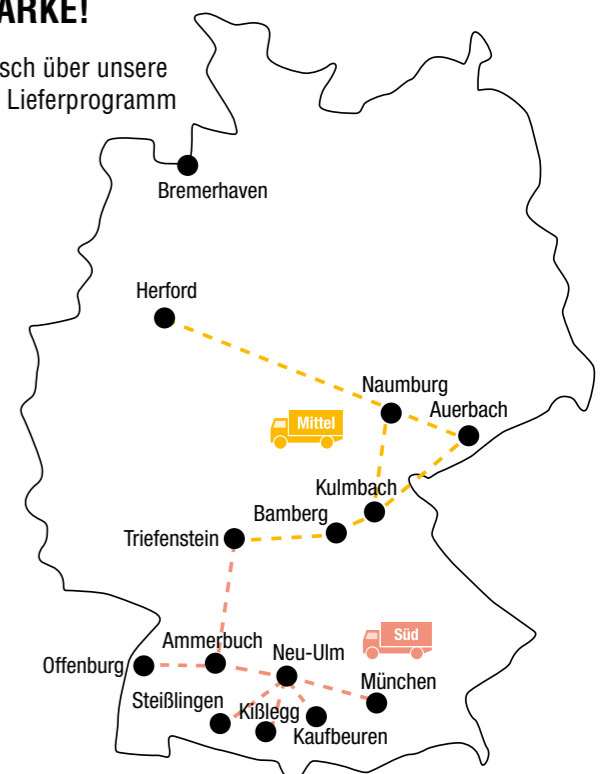 ARKE!
sch über unsere
Lieferprogramm
Bremerhaven
Herford
Naumburg
Auerbach
Mittel
Kulmbach
Bamberg
Triefenstein
Süd
Ammerbuch
Neu-Ulm
Offenburg
München
Steißlingen
Kißlegg
Kaufbeuren